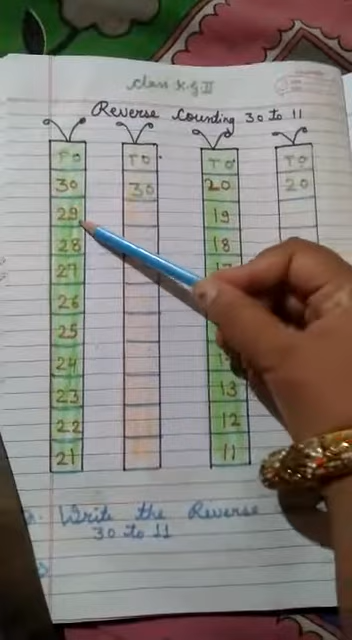 Class K.G II
Reverse Counting 30 to 11
T O T O T O T O
30 30 20 20
29 19
28 18
27 17
26
25
24
23 13
22 12
21 11
Q. Write the Reverse
30 to 11